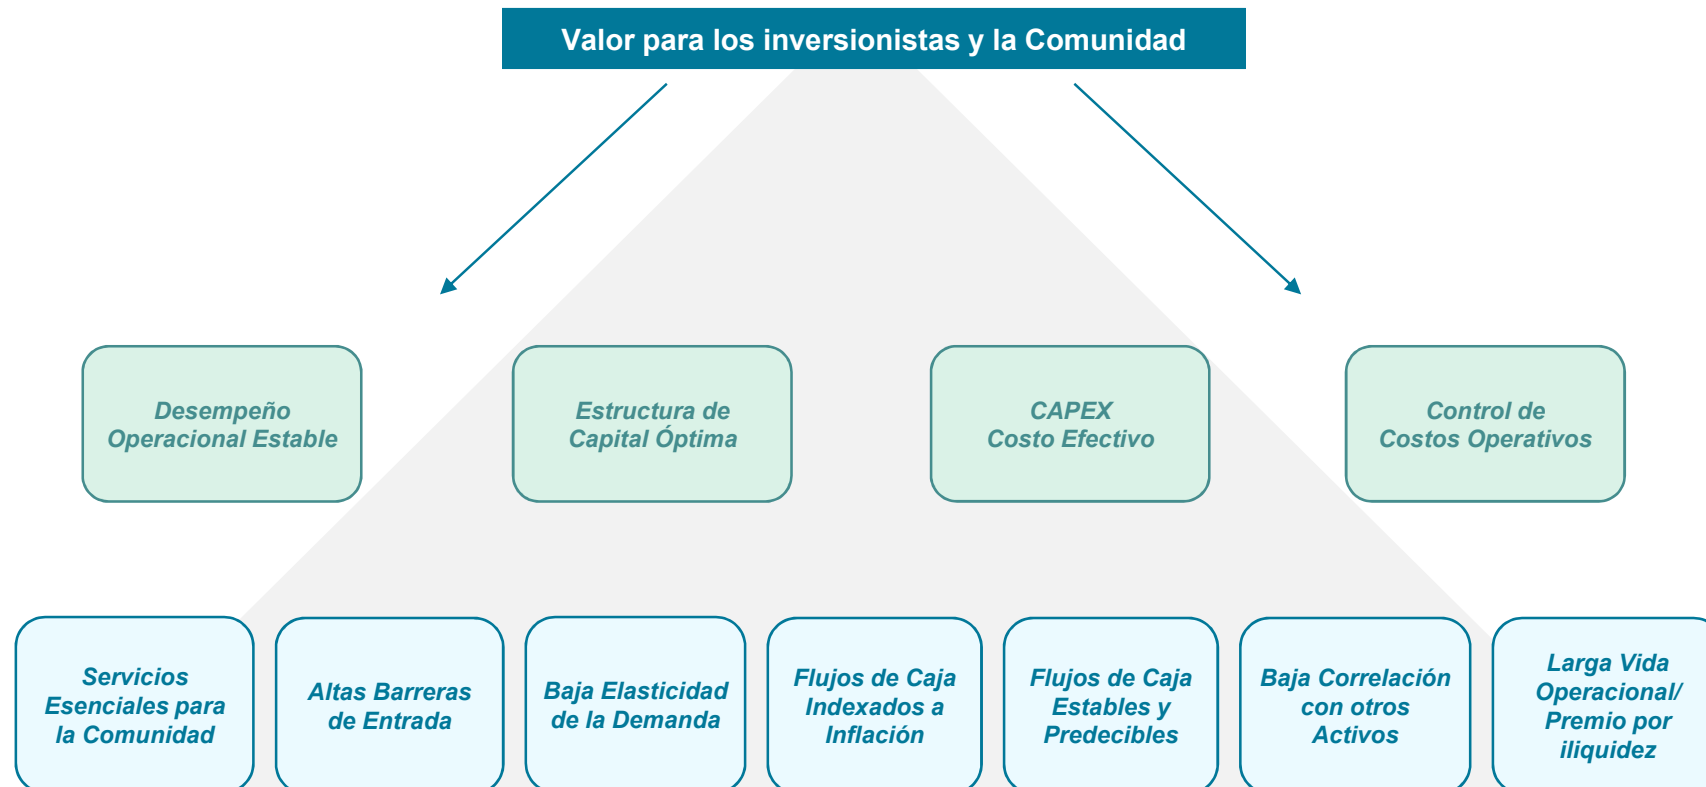 Valor para los inversionistas y la Comunidad
Desempeño
Operacional Estable
Estructura de
Capital Óptima
CAPEX
Costo Efectivo
Control de
Costos Operativos
Servicios
Esenciales para
la Comunidad
Altas Barreras
de Entrada
Baja Elasticidad
de la Demanda
Flujos de Caja
Indexados a
Inflación
Flujos de Caja
Estables y
Predecibles
Baja Correlación
con otros
Activos
Larga Vida
Operacional/
Premio por
iliquidez